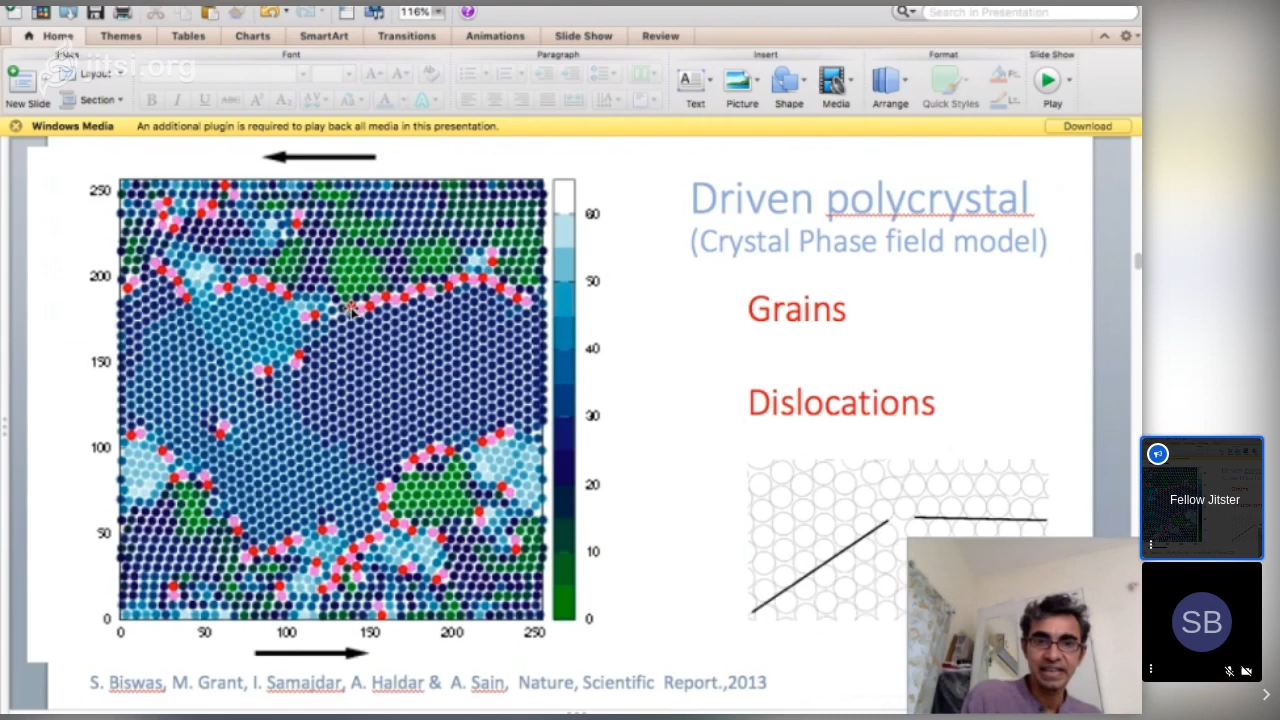 116%
Search in Presentation
Home Themes Tables Charts SmartArt Transitions Animations Slide Show Review
iitsi.org
Font Paragraph Insert Format Slide Show
Layout
New Slide Section Text Picture Shape Media Arrange Quick Styles Play
Windows Media An additional plugin is required to play back all media in this presentation. Download
Driven polycrystal
(Crystal Phase field model)
Grains
Dislocations
250
200
150
100
50
0
0 50 100 150 200 250
60
50
40
30
20
10
0
S. Biswas, M. Grant, I. Samajdar, A. Haldar & A. Sain, Nature, Scientific Report.,2013
Fellow Jitster
SB